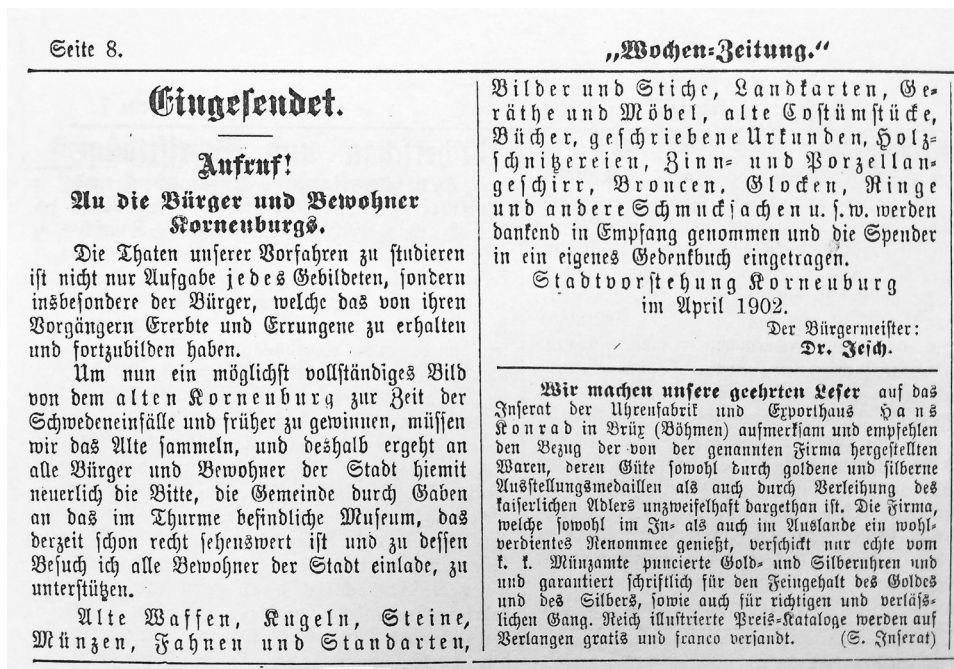 Seite 8.
„Wochen-Zeitung.“
Eingesendet.
Aufruf!
An die Bürger und Bewohner
Korneuburgs.
Die Thaten unserer Vorfahren zu studieren
ist nicht nur Aufgabe jedes Gebildeten, sondern
insbesondere der Bürger, welche das von ihren
Vorgängern Ererbte und Errungene zu erhalten
und fortzubilden haben.
Um nun ein möglichst vollständiges Bild
von dem alten Korneuburg zur Zeit der
Schwedeneinfälle und früher zu gewinnen, müssen
wir das Alte sammeln, und deshalb ergeht an
alle Bürger und Bewohner der Stadt hiemit
neuerlich die Bitte, die Gemeinde durch Gaben
an das im Thurme befindliche Museum, das
derzeit schon recht sehenswert ist und zu dessen
Besuch ich alle Bewohner der Stadt einlade, zu
unterstützen.
Alte Waffen, Kugeln, Steine,
Münzen, Fahnen und Standarten,
Bilder und Stiche, Landkarten, Ge-
räthe und Möbel, alte Costümstücke,
Bücher, geschriebene Urkunden, Holz-
schnitzereien, Zinn- und Porzellan-
geschirr, Broncen, Glocken, Ringe
und andere Schmucksachen u. s. w. werden
dankend in Empfang genommen und die Spender
in ein eigenes Gedenkbuch eingetragen.
Stadtvorstehung Korneuburg
im April 1902.
Der Bürgermeister:
Dr. Jesch.
Wir machen unsere geehrten Leser auf das
Inserat der Uhrenfabrik und Exporthaus Hans
Konrad in Brüx (Böhmen) aufmerksam und empfehlen
den Bezug der von der genannten Firma hergestellten
Waren, deren Güte sowohl durch goldene und silberne
Ausstellungsmedaillen als auch durch Verleihung des
kaiserlichen Adlers unzweifelhaft dargethan ist. Die Firma,
welche sowohl im In- als auch im Auslande ein wohl-
verdientes Renommee genießt, verschickt nur echte vom
k. k. Münzamte puncierte Gold- und Silberuhren und
und garantiert schriftlich für den Feingehalt des Goldes
und des Silbers, sowie auch für richtigen und verläss-
lichen Gang. Reich illustrierte Preis-Kataloge werden auf
Verlangen gratis und franco versandt. (S. Inserat)